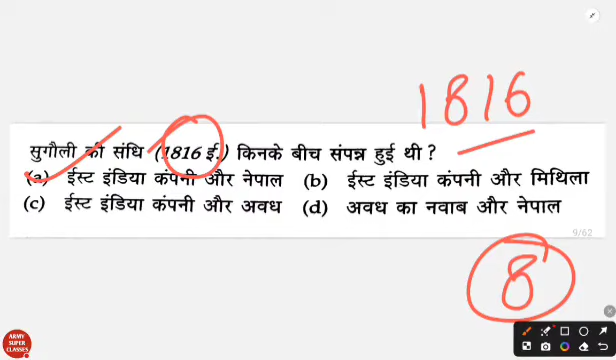 1816
सुगौली की संधि (1816 ई.) किनके बीच संपन्न हुई थी ?
(a) ईस्ट इंडिया कंपनी और नेपाल (b) ईस्ट इंडिया कंपनी और मिथिला
(c) ईस्ट इंडिया कंपनी और अवध (d) अवध का नवाब और नेपाल
9/62
8
ARMY
SUPER
CLASSES